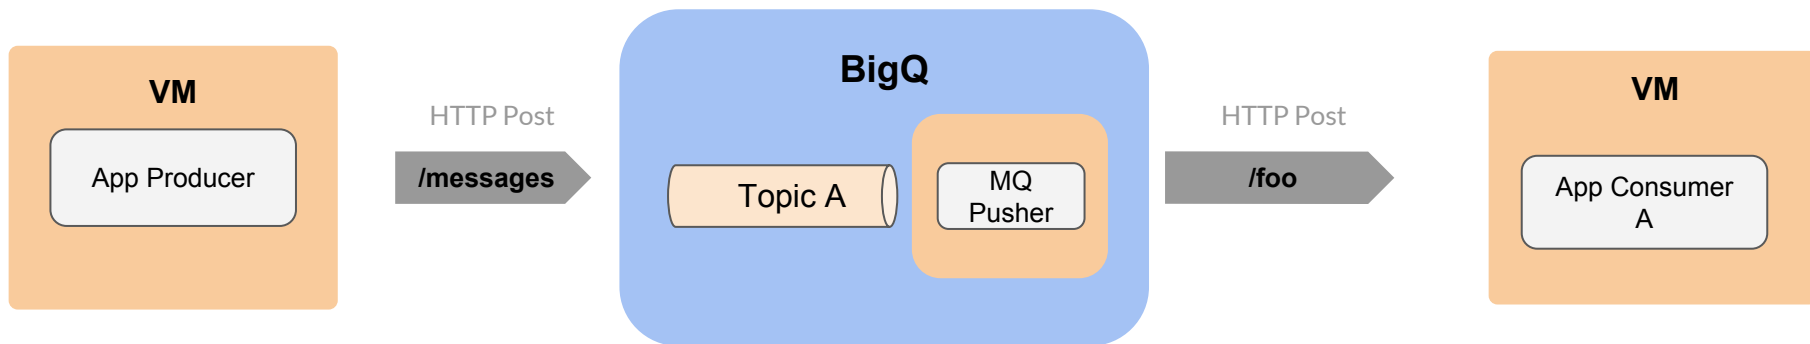 VM
App Producer
HTTP Post
/messages
BigQ
Topic A
MQ
Pusher
HTTP Post
/foo
VM
App Consumer
A